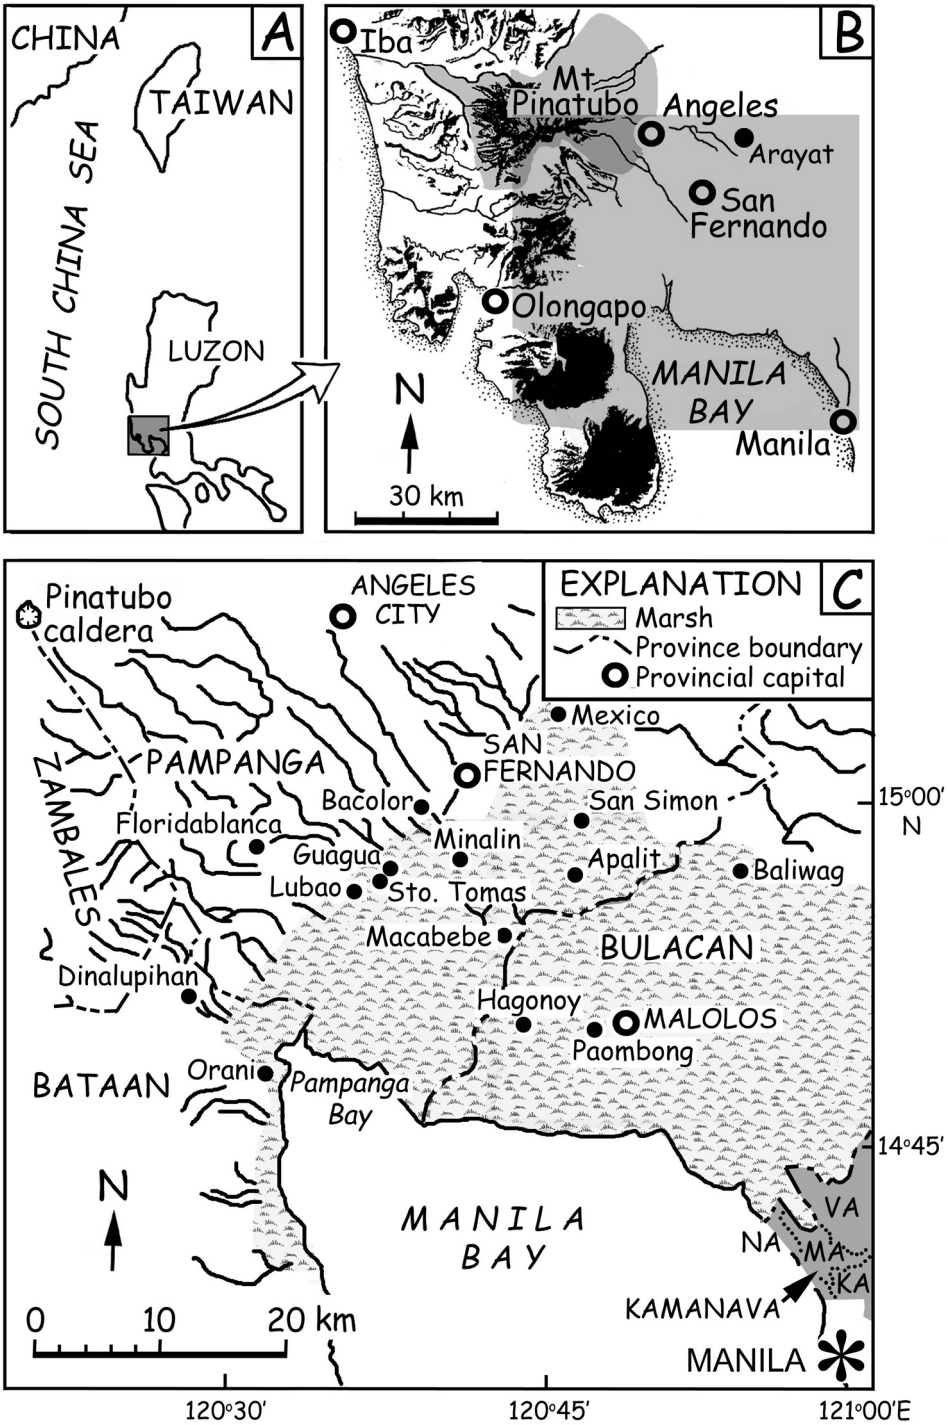 A
CHINA
TAIWAN
SOUTH CHINA SEA
LUZON
B
Iba
Mt
Pinatubo
Angeles
Arayat
San
Fernando
Olongapo
MANILA
BAY
Manila
N
30 km
C
EXPLANATION
Marsh
Province boundary
Provincial capital
Pinatubo
caldera
ANGELES
CITY
Mexico
SAN
FERNANDO
PAMPANGA
ZAMBALES
Bacolor
San Simon
15°00'
N
Floridablanca
Minalin
Guagua
Apalit
Baliwag
Lubao
Sto. Tomas
Macabebe
BULACAN
Dinalupihan
Hagonoy
MALOLOS
Paombong
Orani
BATAAN
Pampanga
Bay
14°45'
N
MANILA
BAY
VA
NA
MA
KA
KAMANAVA
MANILA
0 10 20 km
120°30' 120°45' 121°00'E